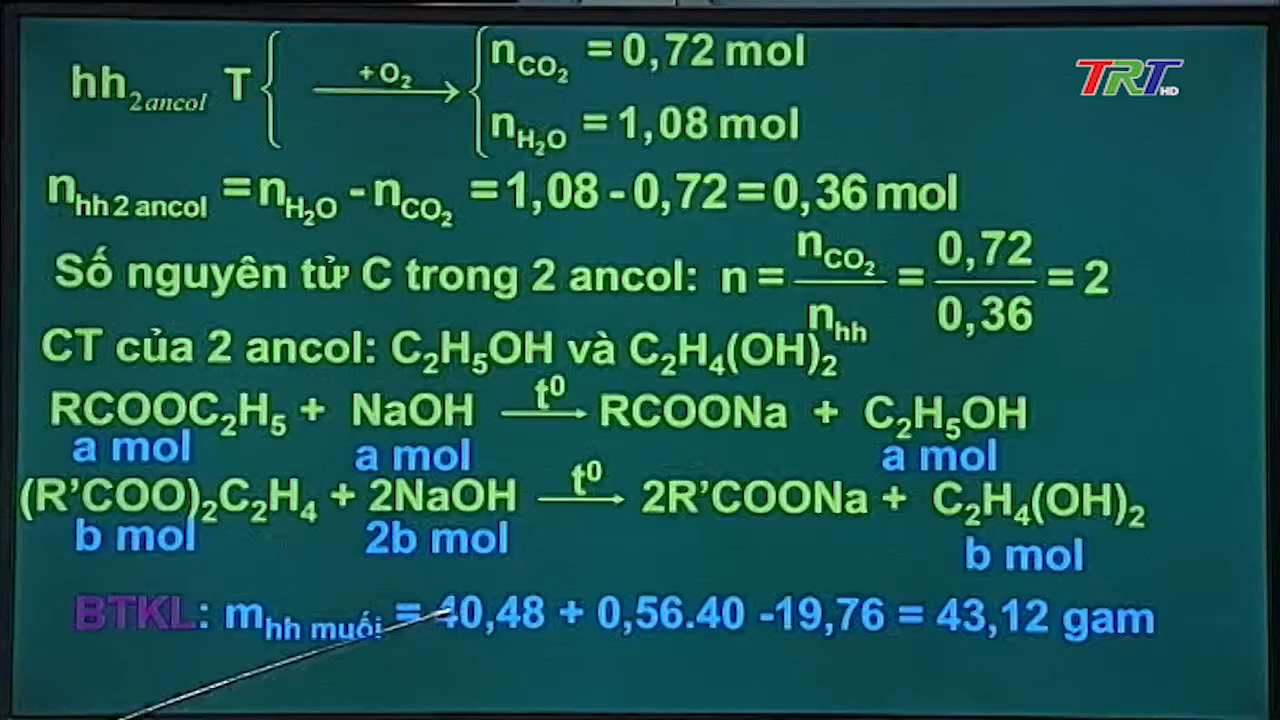 hh2ancol T { +O2 → { nCO2 = 0,72 mol
nH2O = 1,08 mol
TRT HD
nhh 2 ancol = nH2O - nCO2 = 1,08 - 0,72 = 0,36 mol
Số nguyên tử C trong 2 ancol: n = nCO2 / nhh = 0,72 / 0,36 = 2
CT của 2 ancol: C2H5OH và C2H4(OH)2
RCOOC2H5 + NaOH t0 → RCOONa + C2H5OH
a mol a mol a mol
(R’COO)2C2H4 + 2NaOH t0 → 2R’COONa + C2H4(OH)2
b mol 2b mol b mol
BTKL: mhh muối = 40,48 + 0,56.40 -19,76 = 43,12 gam